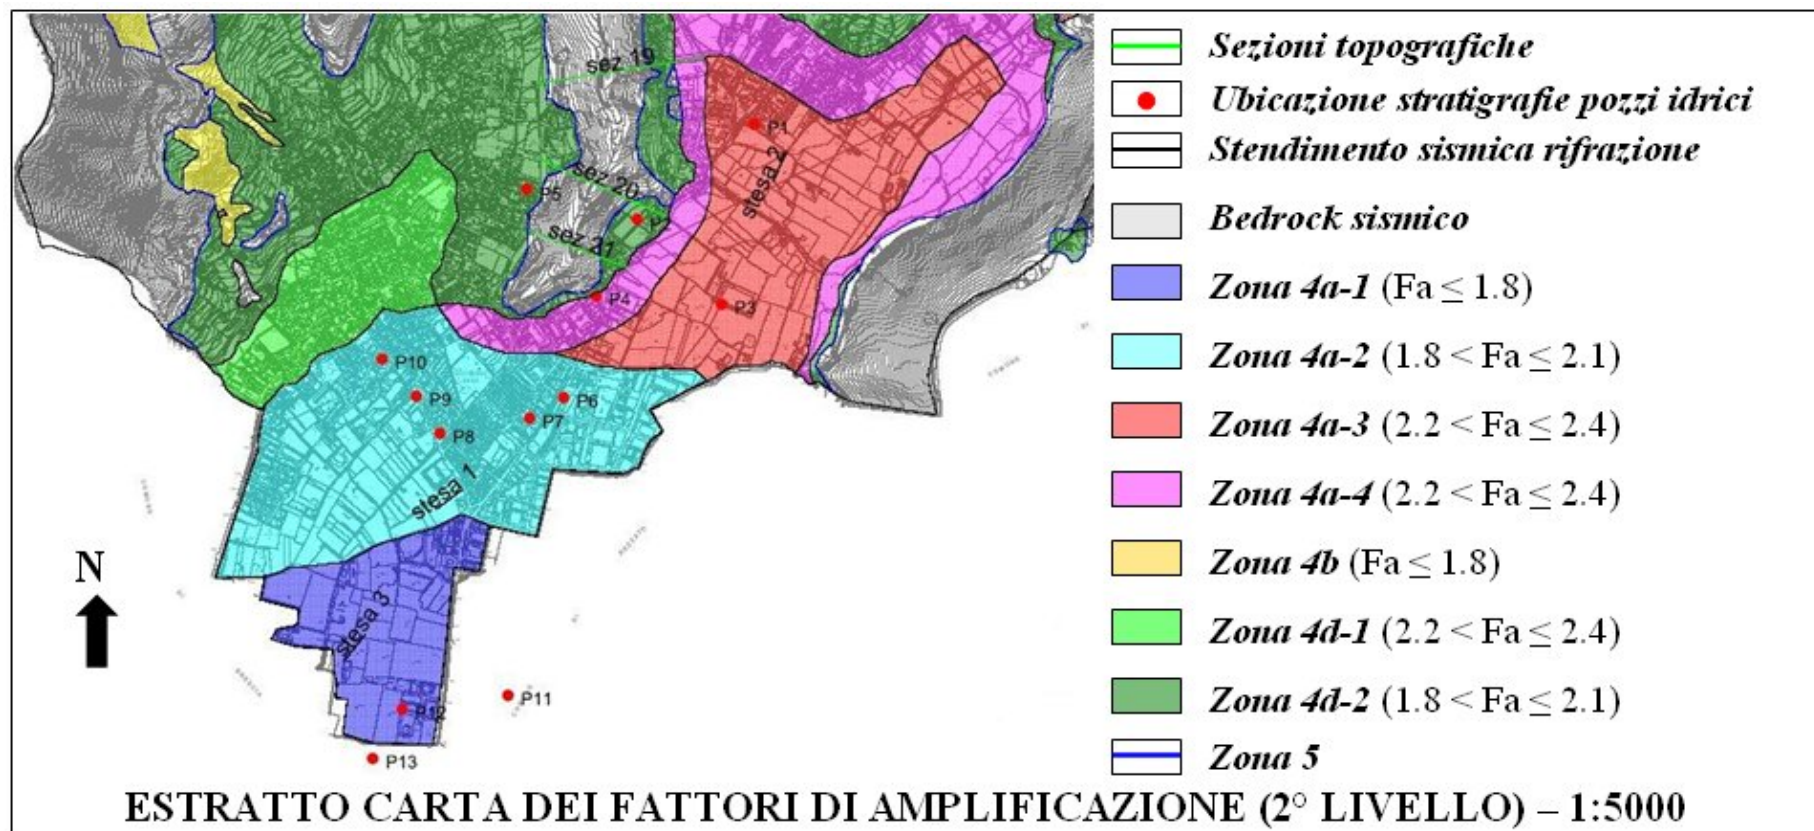 sez 19
P1
stesa 2
sez 20
P5
sez 21
P4
P3
P10
P9
P6
P7
P8
stesa 1
N
stesa 3
P11
P12
P13
Sezioni topografiche
Ubicazione stratigrafie pozzi idrici
Stendimento sismica rifrazione
Bedrock sismico
Zona 4a-1 (Fa ≤ 1.8)
Zona 4a-2 (1.8 < Fa ≤ 2.1)
Zona 4a-3 (2.2 < Fa ≤ 2.4)
Zona 4a-4 (2.2 < Fa ≤ 2.4)
Zona 4b (Fa ≤ 1.8)
Zona 4d-1 (2.2 < Fa ≤ 2.4)
Zona 4d-2 (1.8 < Fa ≤ 2.1)
Zona 5
ESTRATTO CARTA DEI FATTORI DI AMPLIFICAZIONE (2° LIVELLO) – 1:5000